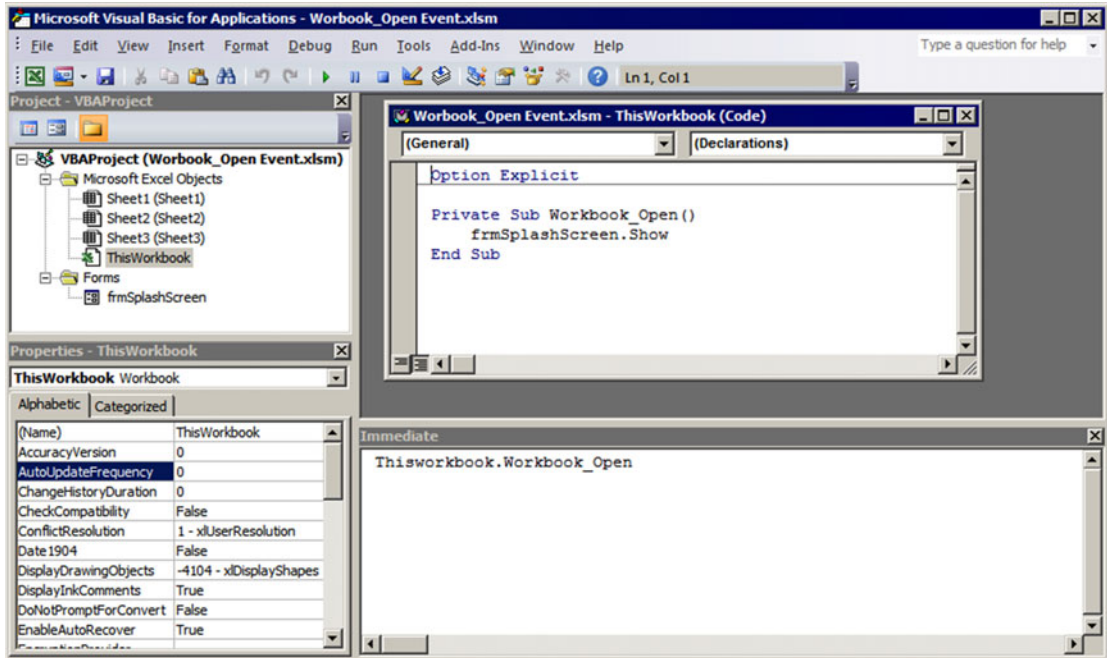 Microsoft Visual Basic for Applications - Worbook_Open Event.xlsm
File Edit View Insert Format Debug Run Tools Add-Ins Window Help
Type a question for help
Ln 1, Col 1
Project - VBAProject
VBAProject (Worbook_Open Event.xlsm)
Microsoft Excel Objects
Sheet1 (Sheet1)
Sheet2 (Sheet2)
Sheet3 (Sheet3)
ThisWorkbook
Forms
frmSplashScreen
Worbook_Open Event.xlsm - ThisWorkbook (Code)
(General) (Declarations)
Option Explicit
Private Sub Workbook_Open()
frmSplashScreen.Show
End Sub
Properties - ThisWorkbook
ThisWorkbook Workbook
Alphabetic Categorized
(Name) ThisWorkbook
AccuracyVersion 0
AutoUpdateFrequency 0
ChangeHistoryDuration 0
CheckCompatibility False
ConflictResolution 1 - xlUserResolution
Date1904 False
DisplayDrawingObjects -4104 - xlDisplayShapes
DisplayInkComments True
DoNotPromptForConvert False
EnableAutoRecover True
Immediate
Thisworkbook.Workbook_Open